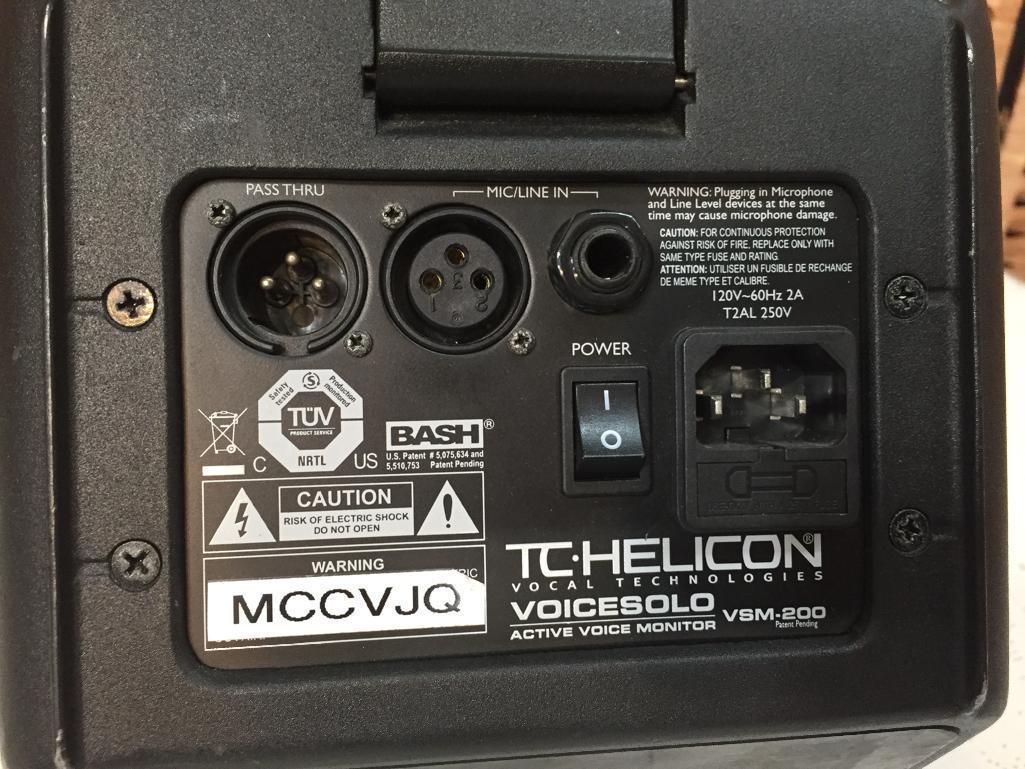 PASS THRU
MIC/LINE IN
WARNING: Plugging in Microphone
and Line Level devices at the same
time may cause microphone damage.
CAUTION: FOR CONTINUOUS PROTECTION
AGAINST RISK OF FIRE, REPLACE ONLY WITH
SAME TYPE FUSE AND RATING.
ATTENTION: UTILISER UN FUSIBLE DE RECHANGE
DE MEME TYPE ET CALIBRE.
120V~60Hz 2A
T2AL 250V
1
2
3
POWER
I
O
Safety tested
S
Production monitored
TÜV
PRODUCT SERVICE
NRTL
C
US
BASH®
U.S. Patent # 5,075,634 and
5,510,753 Patent Pending
CAUTION
RISK OF ELECTRIC SHOCK
DO NOT OPEN
WARNING
MCCVJQ
TC·HELICON®
VOCAL TECHNOLOGIES
VOICESOLO VSM-200
ACTIVE VOICE MONITOR Patent Pending